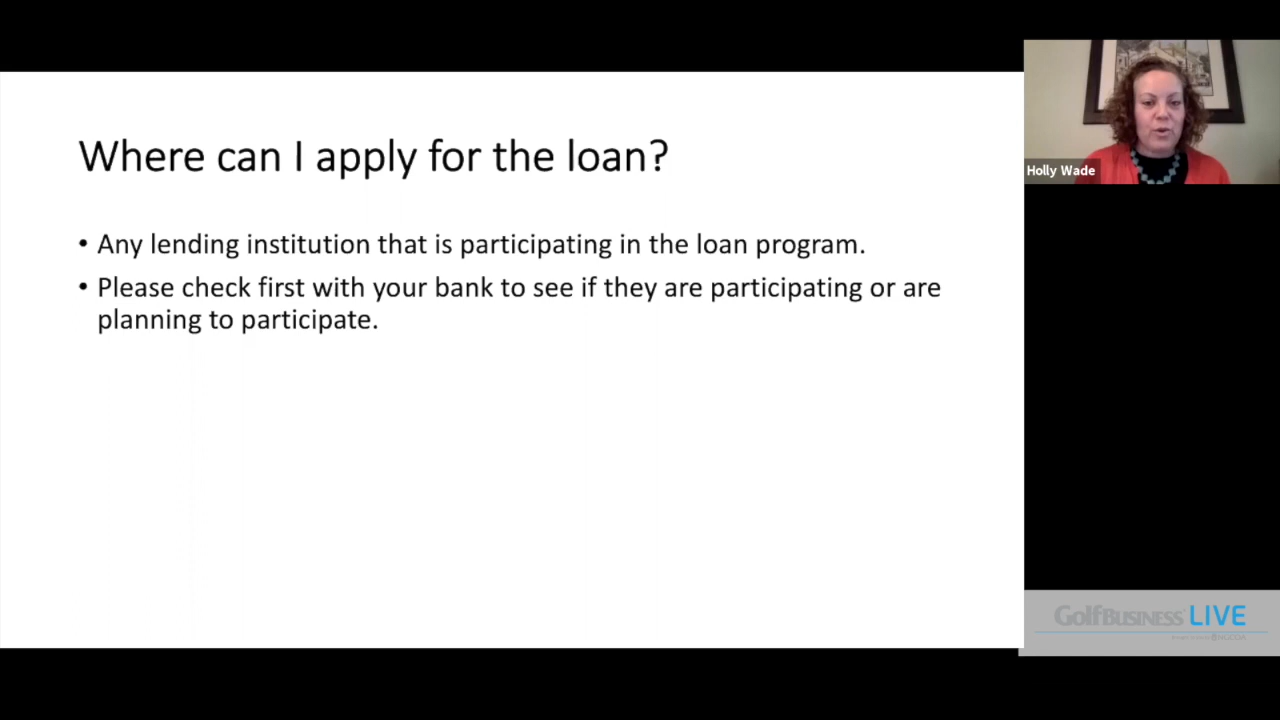 Where can I apply for the loan?
• Any lending institution that is participating in the loan program.
• Please check first with your bank to see if they are participating or are
planning to participate.
Holly Wade
GolfBusiness LIVE
NGCOA